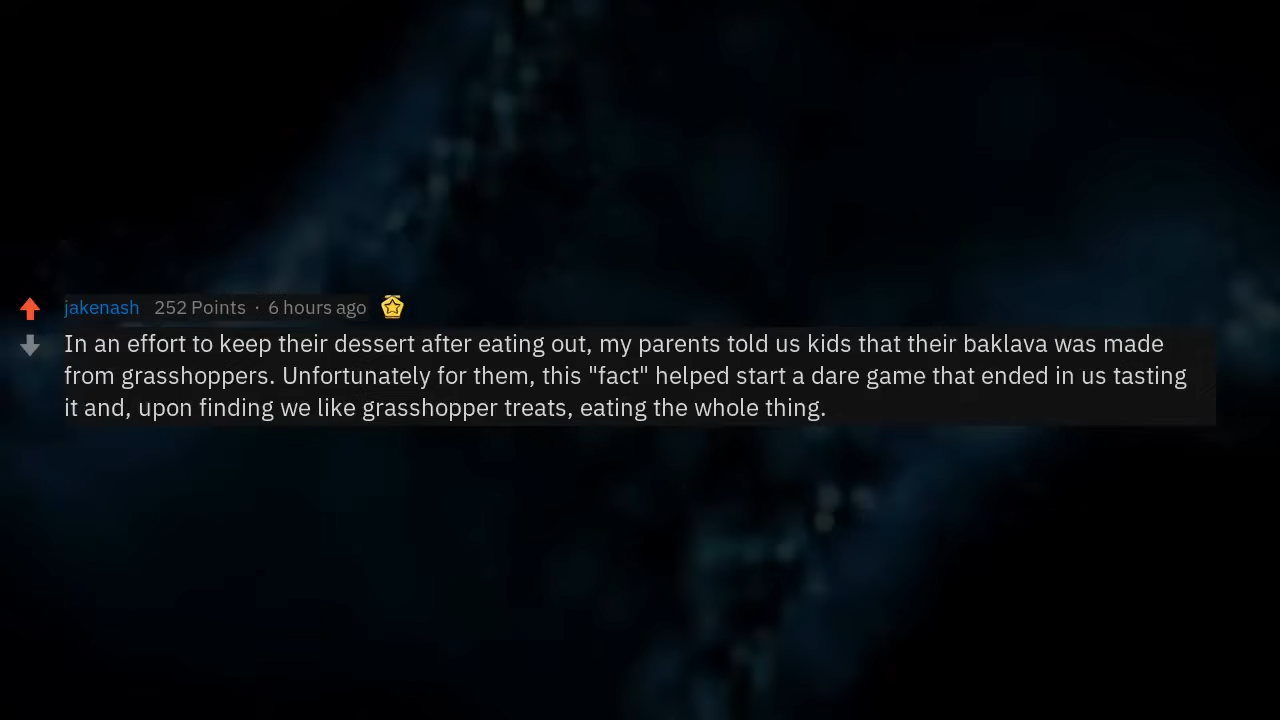 jakenash 252 Points · 6 hours ago
In an effort to keep their dessert after eating out, my parents told us kids that their baklava was made
from grasshoppers. Unfortunately for them, this "fact" helped start a dare game that ended in us tasting
it and, upon finding we like grasshopper treats, eating the whole thing.